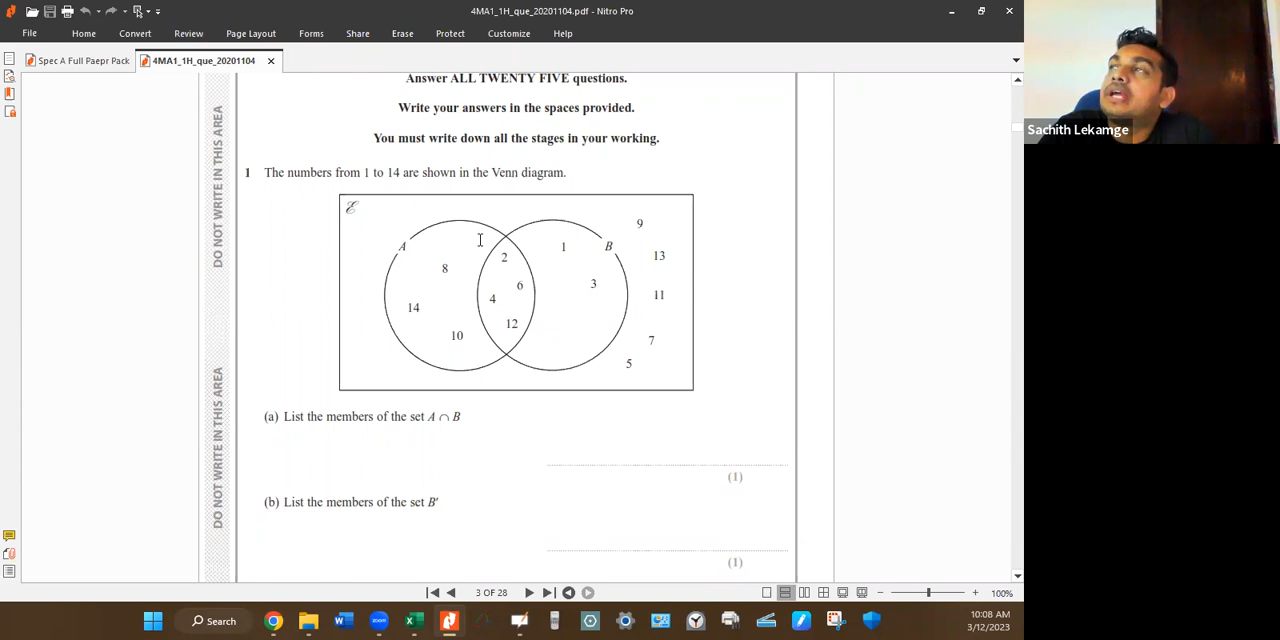 4MA1_1H_que_20201104.pdf - Nitro Pro
File Home Convert Review Page Layout Forms Share Erase Protect Customize Help
Spec A Full Paepr Pack 4MA1_1H_que_20201104
Answer ALL TWENTY FIVE questions.
Write your answers in the spaces provided.
You must write down all the stages in your working.
1 The numbers from 1 to 14 are shown in the Venn diagram.
ℰ
9
A 2 1 B
13
8
6 3
14 4 11
10 12
7
5
(a) List the members of the set A ∩ B
(1)
(b) List the members of the set B′
(1)
DO NOT WRITE IN THIS AREA
DO NOT WRITE IN THIS AREA
Sachith Lekamge
3 OF 28
100%
Search
10:08 AM
3/12/2023